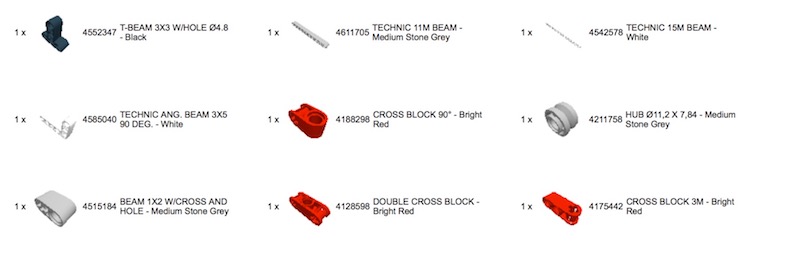 1 x 4552347 T-BEAM 3X3 W/HOLE Ø4.8
- Black
1 x 4611705 TECHNIC 11M BEAM -
Medium Stone Grey
1 x 4542578 TECHNIC 15M BEAM -
White
1 x 4585040 TECHNIC ANG. BEAM 3X5
90 DEG. - White
1 x 4188298 CROSS BLOCK 90° - Bright
Red
1 x 4211758 HUB Ø11,2 X 7,84 - Medium
Stone Grey
1 x 4515184 BEAM 1X2 W/CROSS AND
HOLE - Medium Stone Grey
1 x 4128598 DOUBLE CROSS BLOCK -
Bright Red
1 x 4175442 CROSS BLOCK 3M - Bright
Red